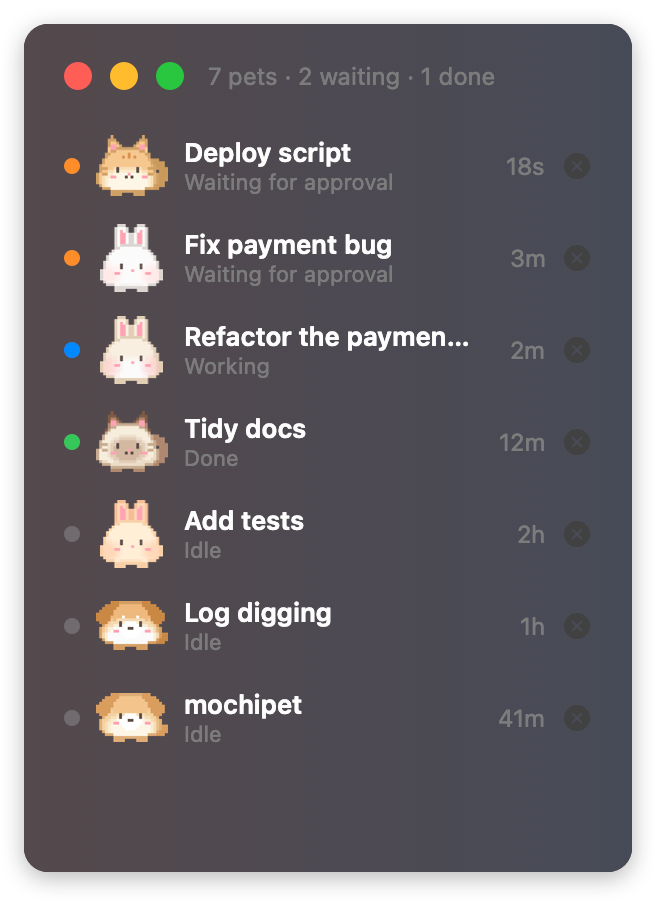 7 pets · 2 waiting · 1 done
Deploy script
Waiting for approval
18s
Fix payment bug
Waiting for approval
3m
Refactor the paymen...
Working
2m
Tidy docs
Done
12m
Add tests
Idle
2h
Log digging
Idle
1h
mochipet
Idle
41m